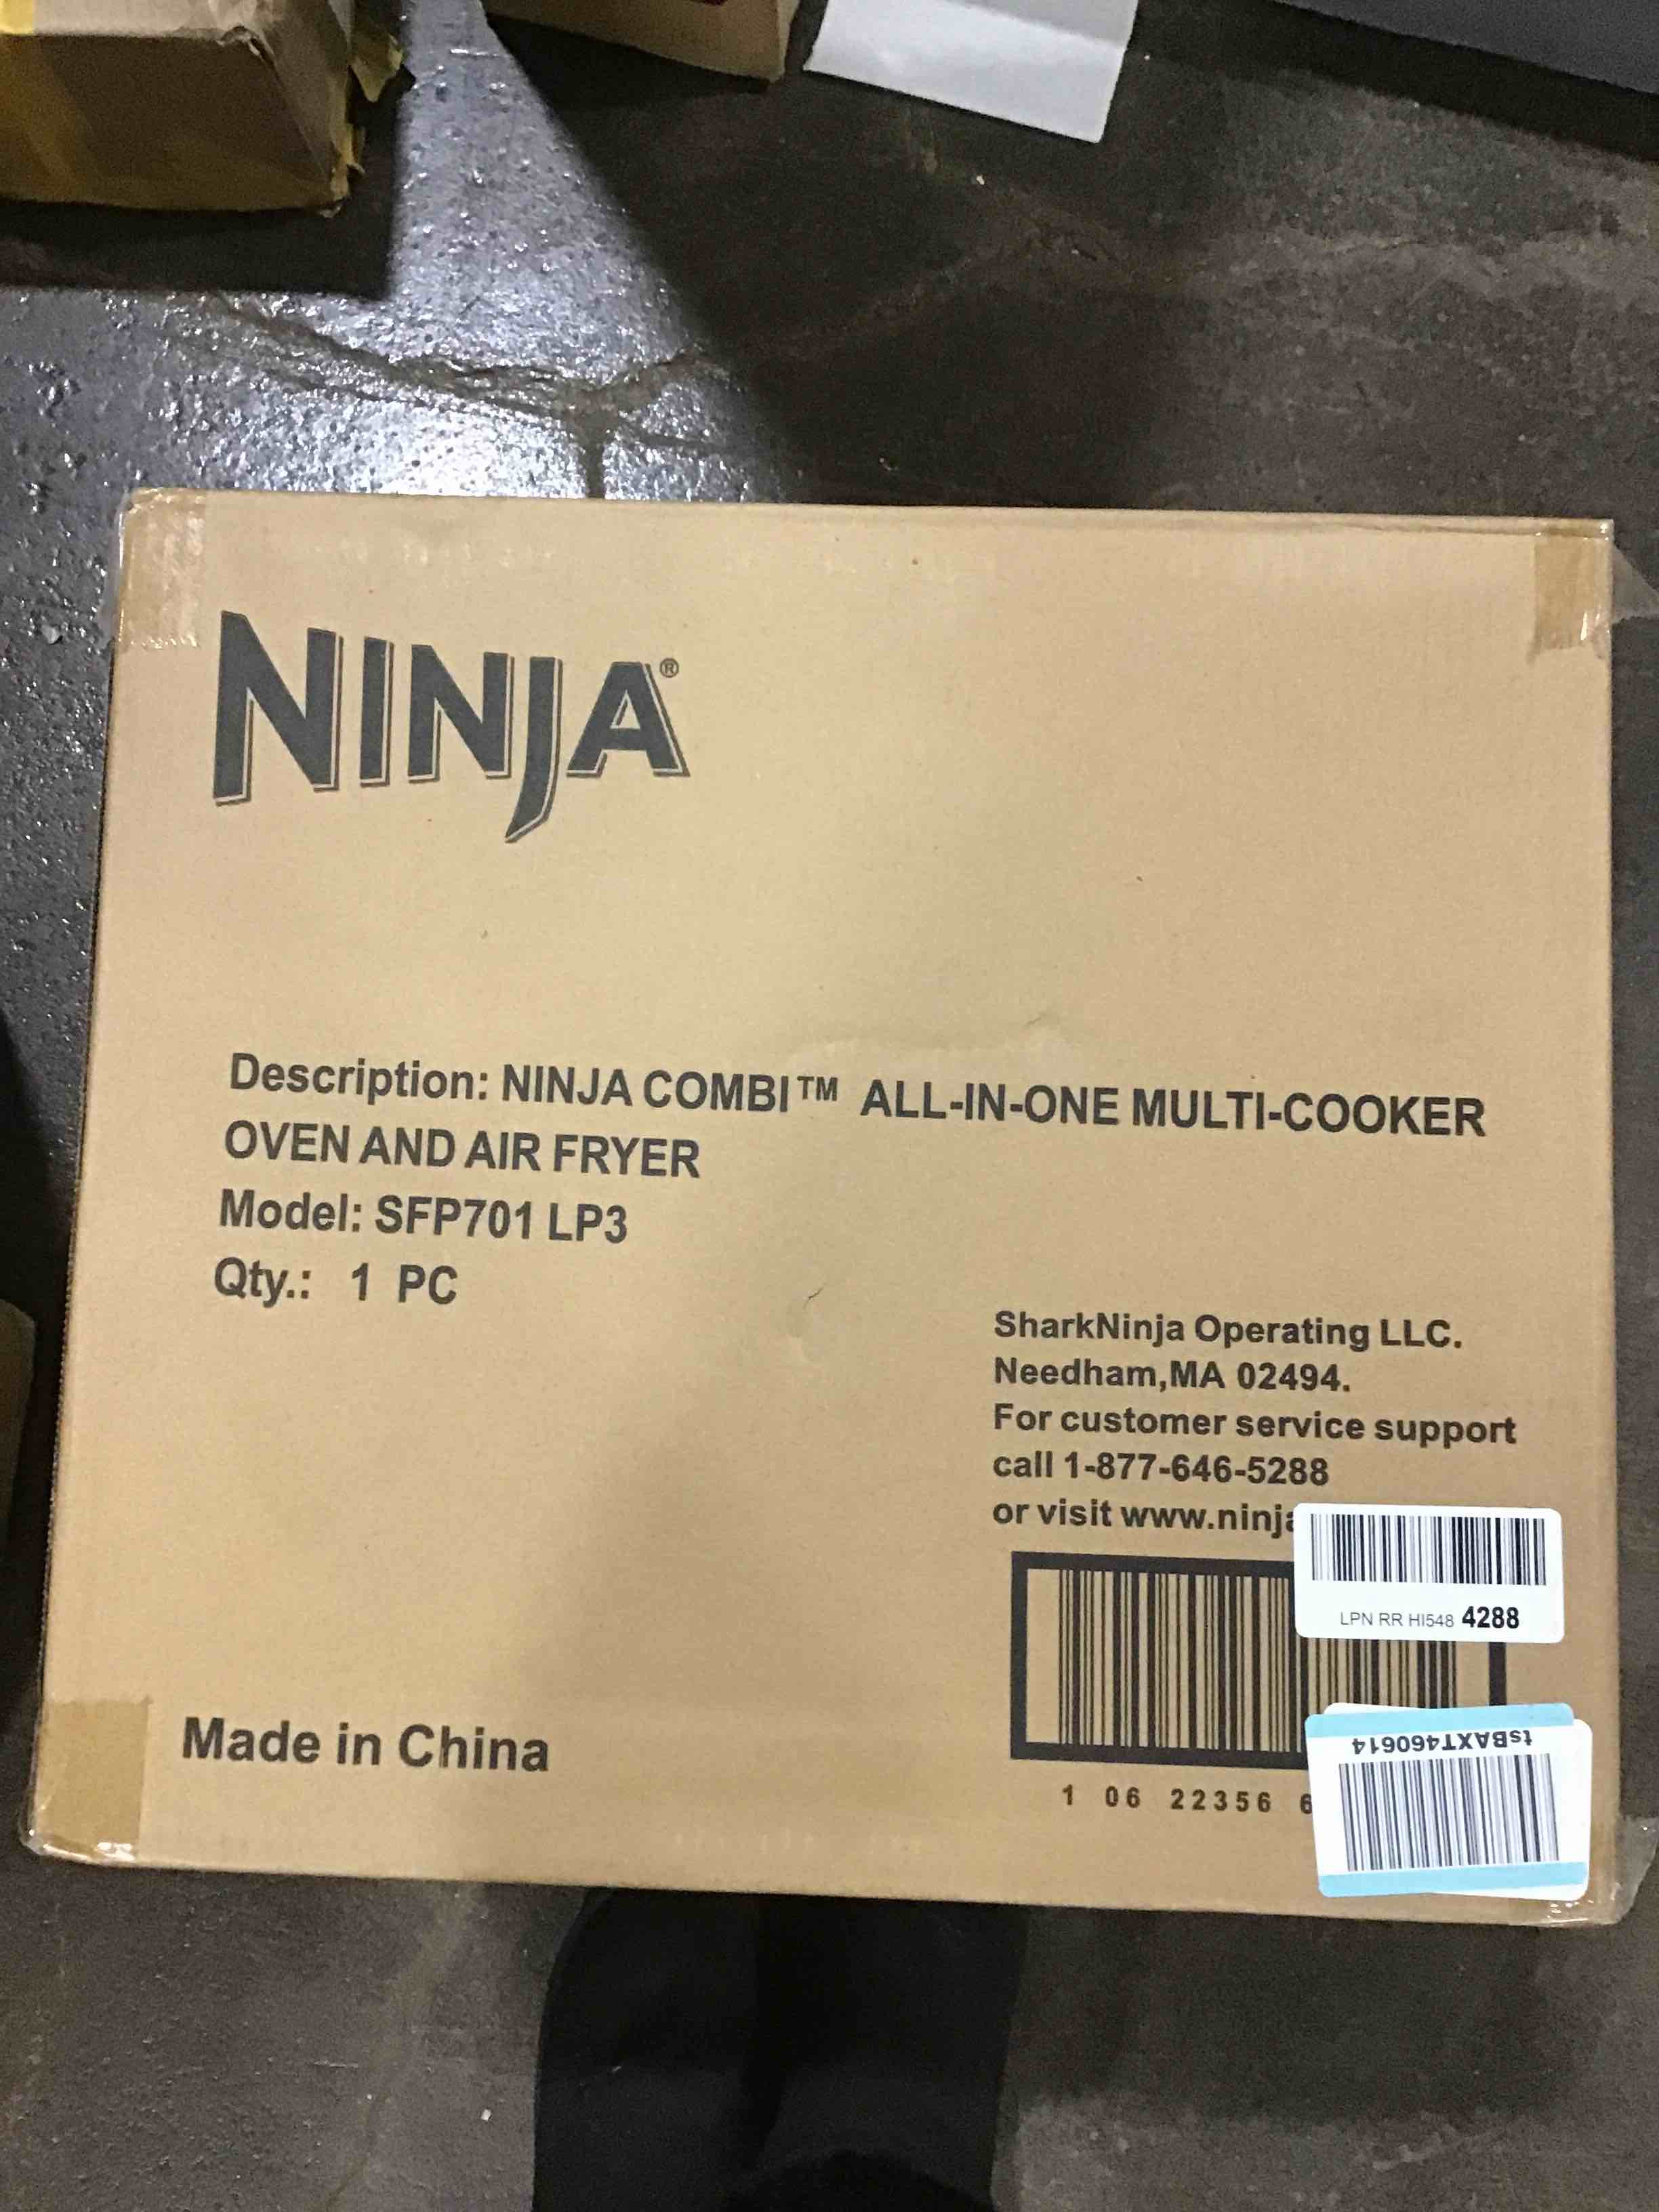 NINJA®
Description: NINJA COMBI™ ALL-IN-ONE MULTI-COOKER
OVEN AND AIR FRYER
Model: SFP701 LP3
Qty.: 1 PC
SharkNinja Operating LLC.
Needham,MA 02494.
For customer service support
call 1-877-646-5288
or visit www.ninja
LPN RR HI548 4288
tsBAXT460614
Made in China
1 06 22356 6